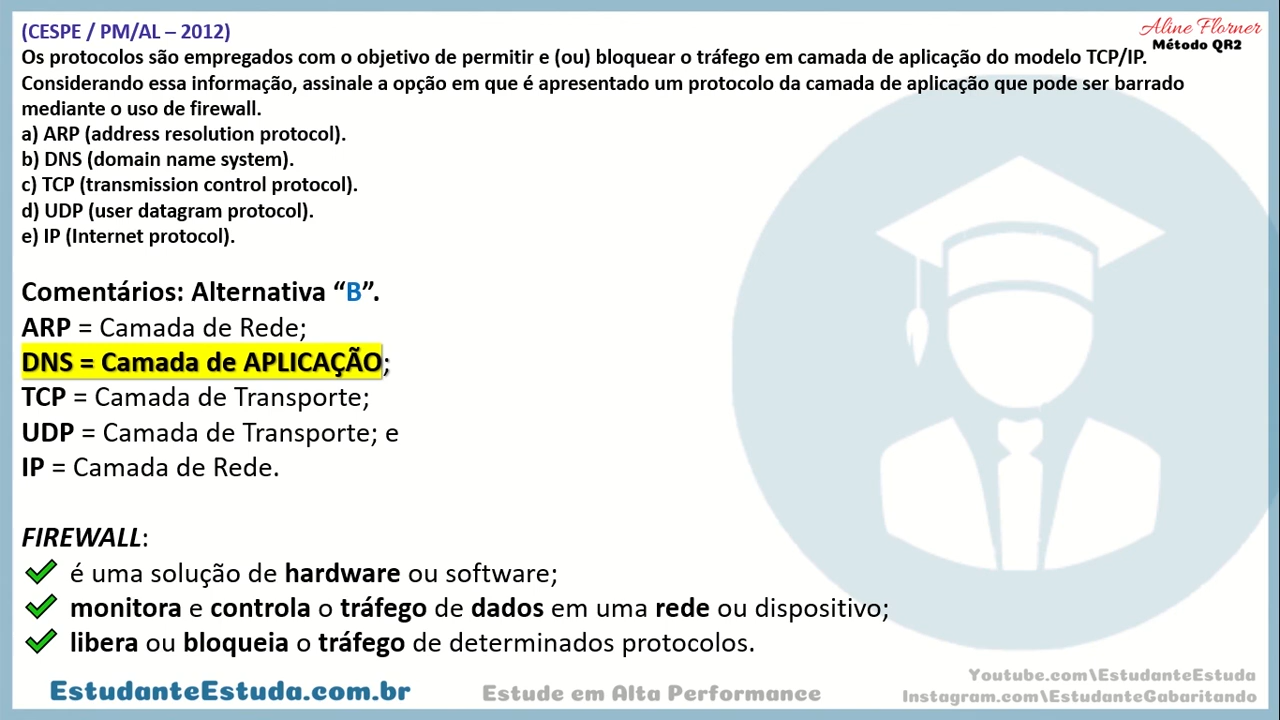 (CESPE / PM/AL – 2012)
Aline Florner
Método QR2
Os protocolos são empregados com o objetivo de permitir e (ou) bloquear o tráfego em camada de aplicação do modelo TCP/IP.
Considerando essa informação, assinale a opção em que é apresentado um protocolo da camada de aplicação que pode ser barrado
mediante o uso de firewall.
a) ARP (address resolution protocol).
b) DNS (domain name system).
c) TCP (transmission control protocol).
d) UDP (user datagram protocol).
e) IP (Internet protocol).
Comentários: Alternativa “B”.
ARP = Camada de Rede;
DNS = Camada de APLICAÇÃO;
TCP = Camada de Transporte;
UDP = Camada de Transporte; e
IP = Camada de Rede.
FIREWALL:
é uma solução de hardware ou software;
monitora e controla o tráfego de dados em uma rede ou dispositivo;
libera ou bloqueia o tráfego de determinados protocolos.
EstudanteEstuda.com.br
Estude em Alta Performance
Youtube.com\EstudanteEstuda
Instagram.com\EstudanteGabaritando